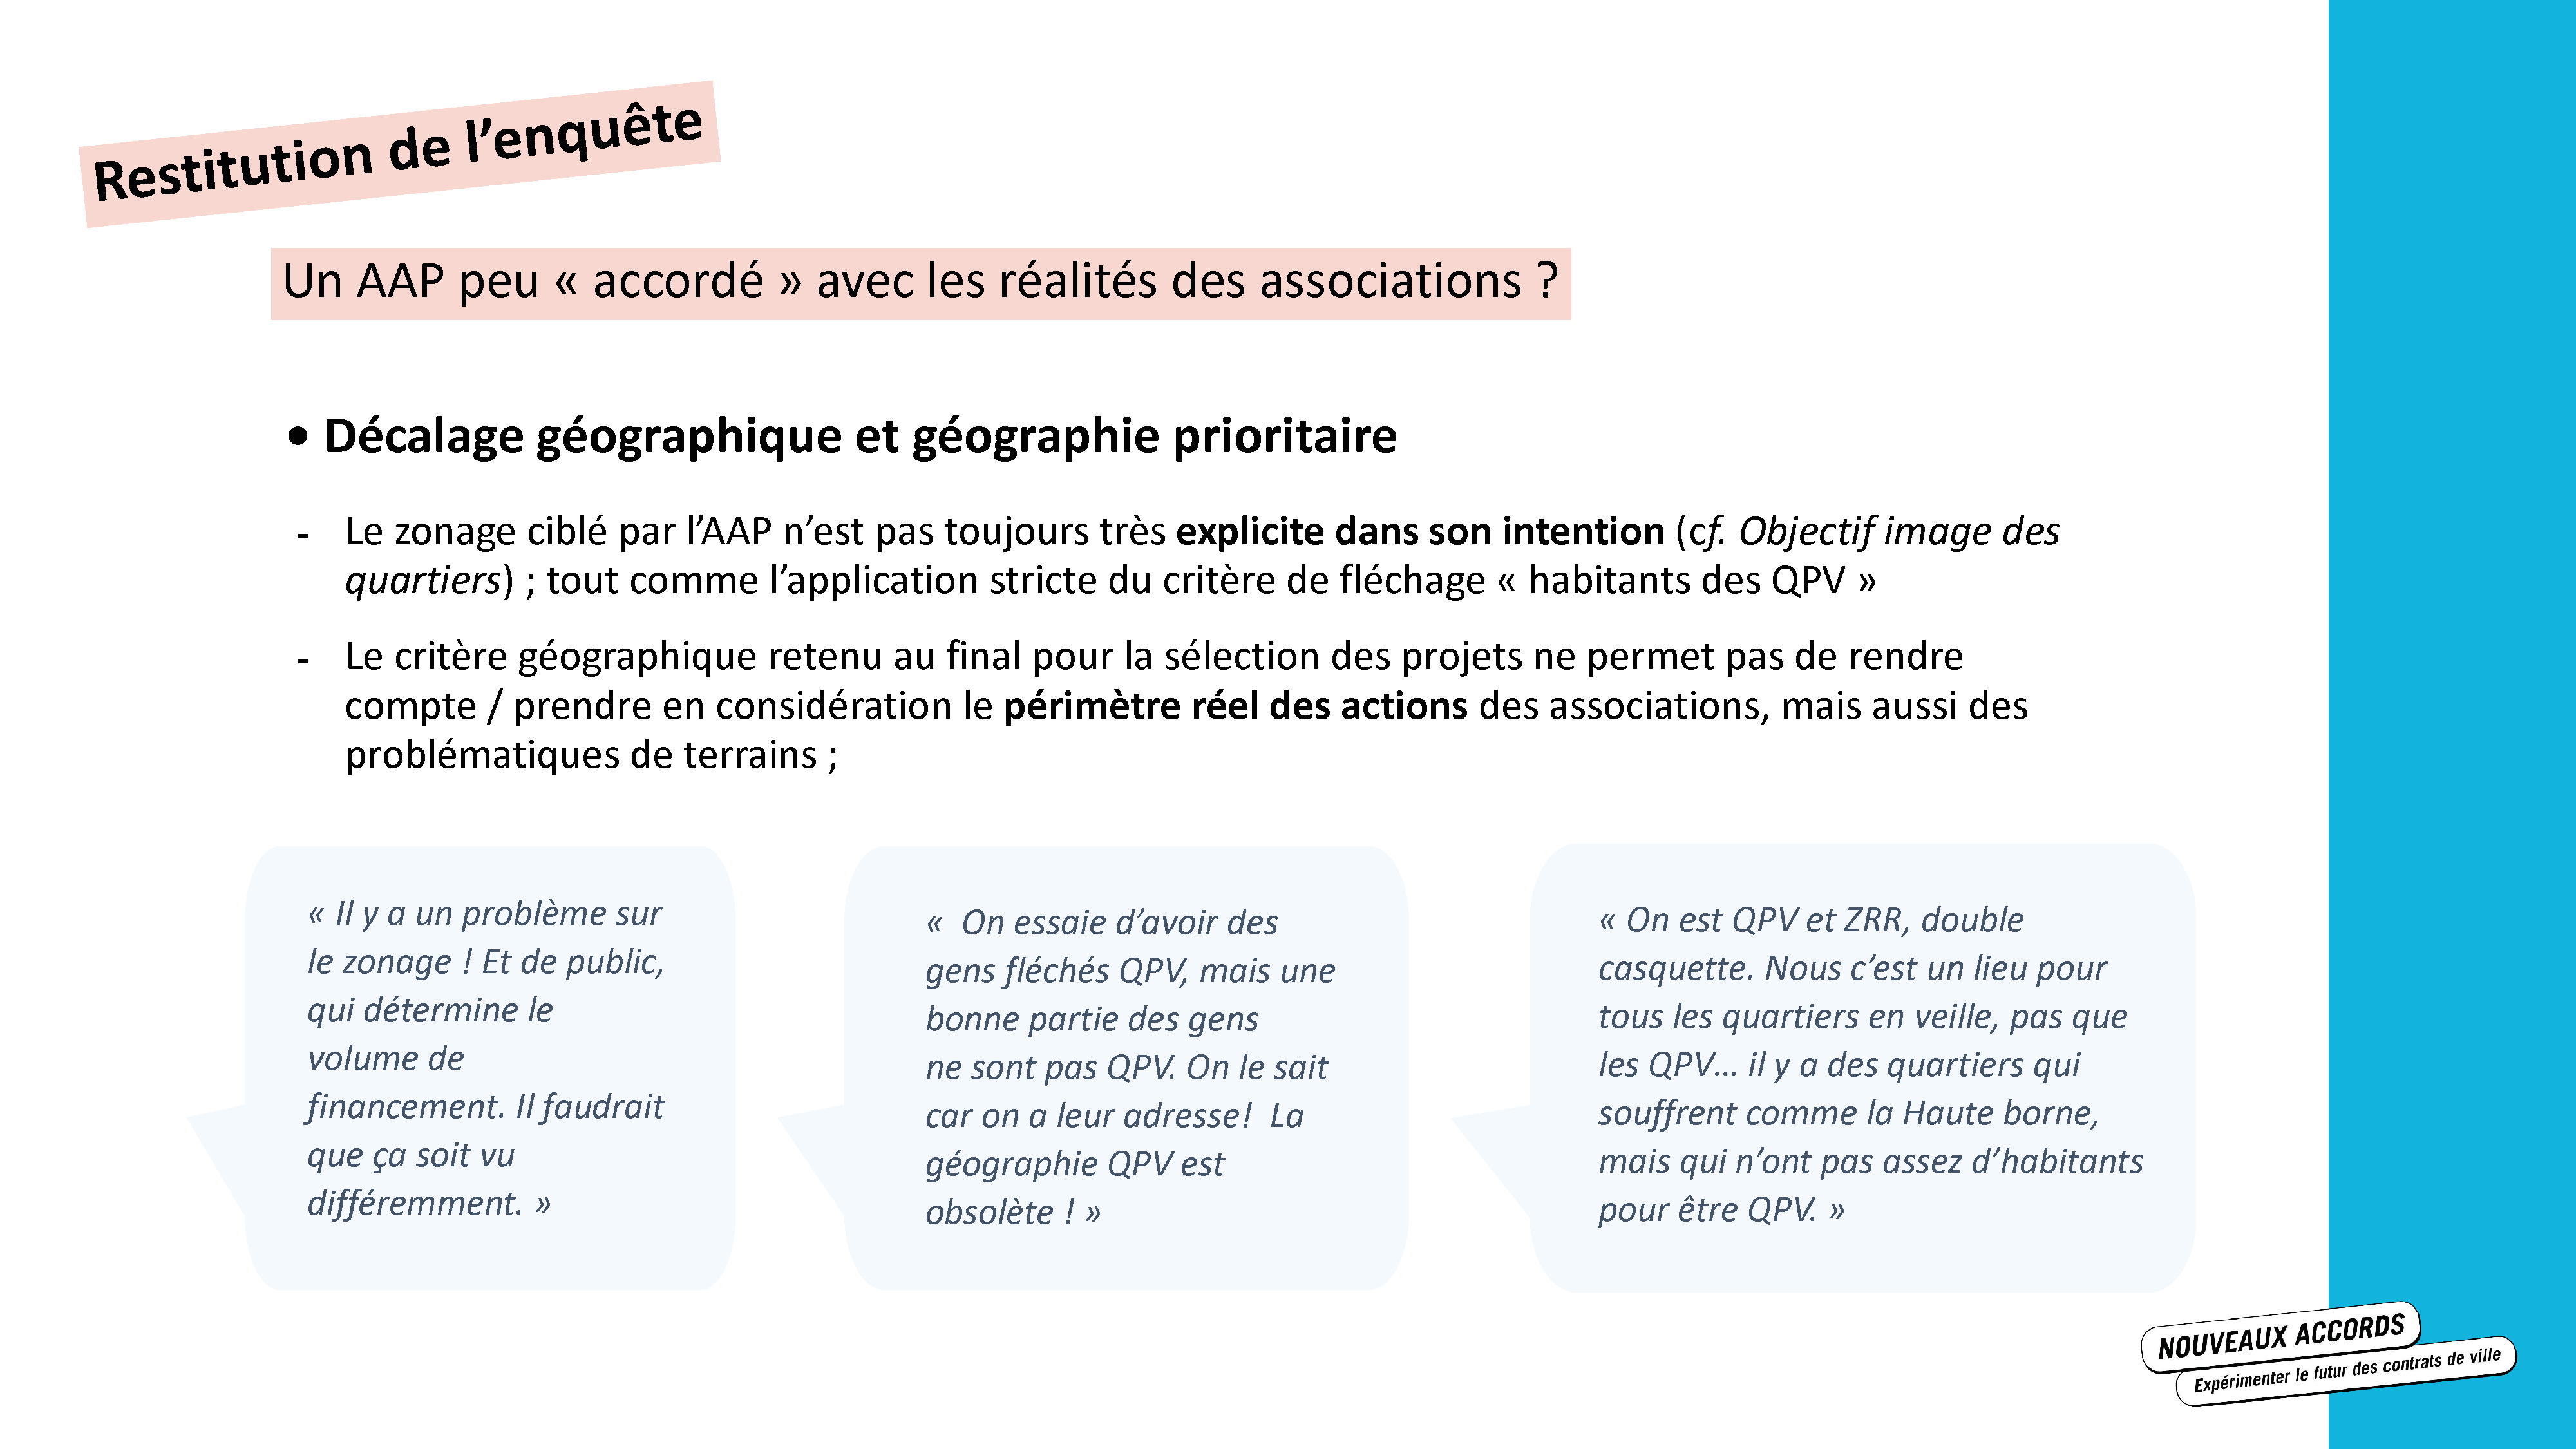 Restitution de l’enquête
Un AAP peu « accordé » avec les réalités des associations ?
• Décalage géographique et géographie prioritaire
- Le zonage ciblé par l’AAP n’est pas toujours très explicite dans son intention (cf. Objectif image des
quartiers) ; tout comme l’application stricte du critère de fléchage « habitants des QPV »
- Le critère géographique retenu au final pour la sélection des projets ne permet pas de rendre
compte / prendre en considération le périmètre réel des actions des associations, mais aussi des
problématiques de terrains ;
« Il y a un problème sur
le zonage ! Et de public,
qui détermine le
volume de
financement. Il faudrait
que ça soit vu
différemment. »
« On essaie d’avoir des
gens fléchés QPV, mais une
bonne partie des gens
ne sont pas QPV. On le sait
car on a leur adresse! La
géographie QPV est
obsolète ! »
« On est QPV et ZRR, double
casquette. Nous c’est un lieu pour
tous les quartiers en veille, pas que
les QPV... il y a des quartiers qui
souffrent comme la Haute borne,
mais qui n’ont pas assez d’habitants
pour être QPV. »
NOUVEAUX ACCORDS
Expérimenter le futur des contrats de ville